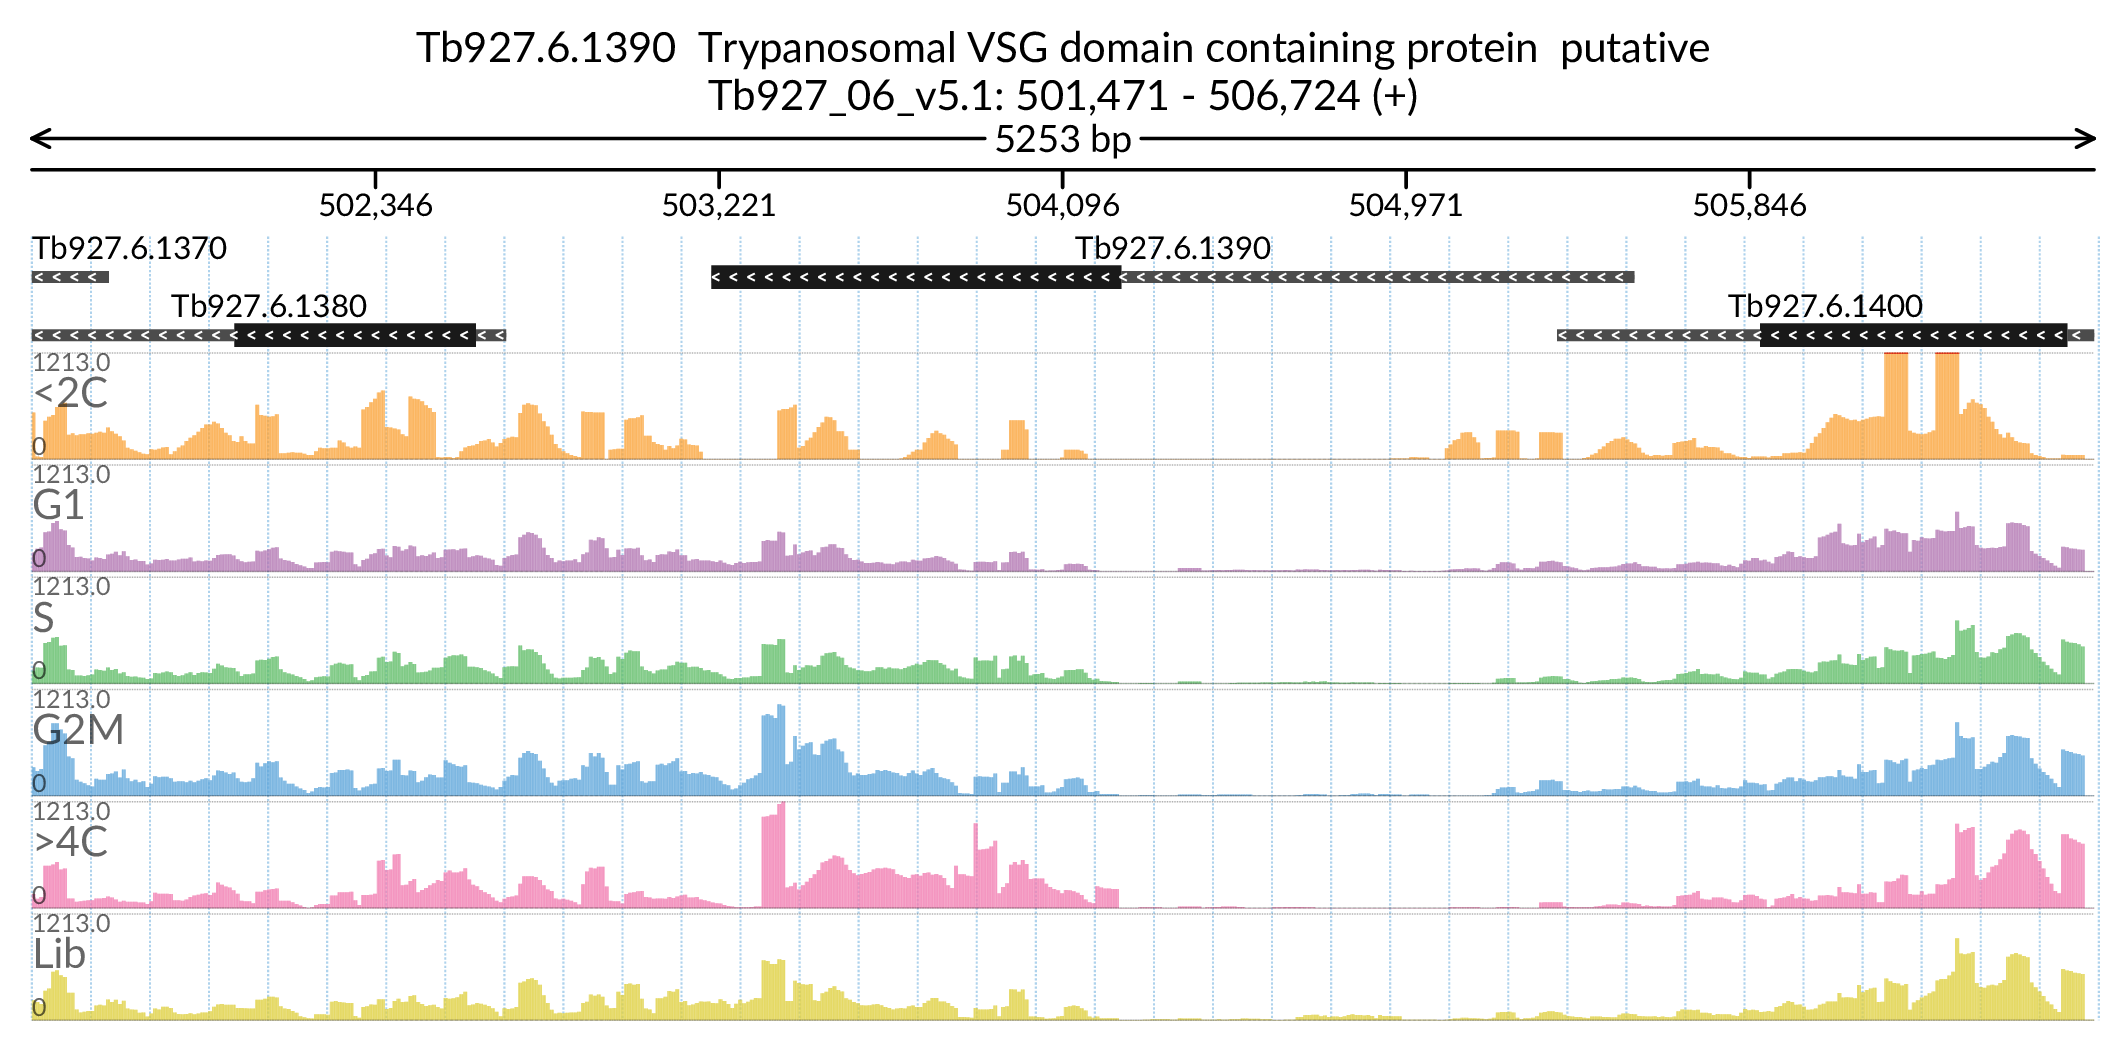 Tb927.6.1390  Trypanosomal VSG domain containing protein  putative
Tb927_06_v5.1: 501,471 - 506,724 (+)
5253 bp
502,346 503,221 504,096 504,971 505,846
Tb927.6.1370 Tb927.6.1390
Tb927.6.1380 Tb927.6.1400
1213.0
<2C
0
1213.0
G1
0
1213.0
S
0
1213.0
G2M
0
1213.0
>4C
0
1213.0
Lib
0